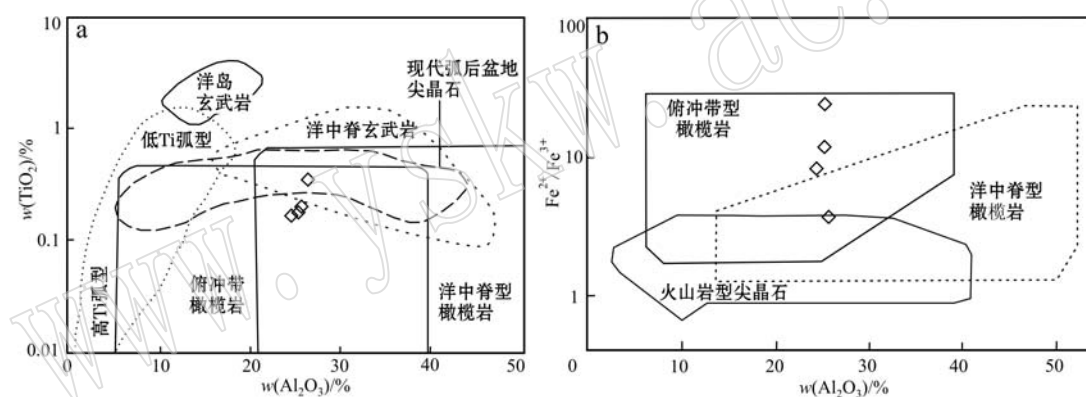 a
10
1
0.1
0.01
w(TiO₂)/%
洋岛
玄武岩
低Ti弧型
高Ti弧型
现代弧后盆地
尖晶石
洋中脊玄武岩
俯冲带
橄榄岩
洋中脊型
橄榄岩
0
10
20
30
40
50
w(Al₂O₃)/%
b
100
10
1
Fe²⁺/Fe³⁺
俯冲带型
橄榄岩
洋中脊型
橄榄岩
火山岩型尖晶石
10
20
30
40
50
w(Al₂O₃)/%
www.yskw.ac.